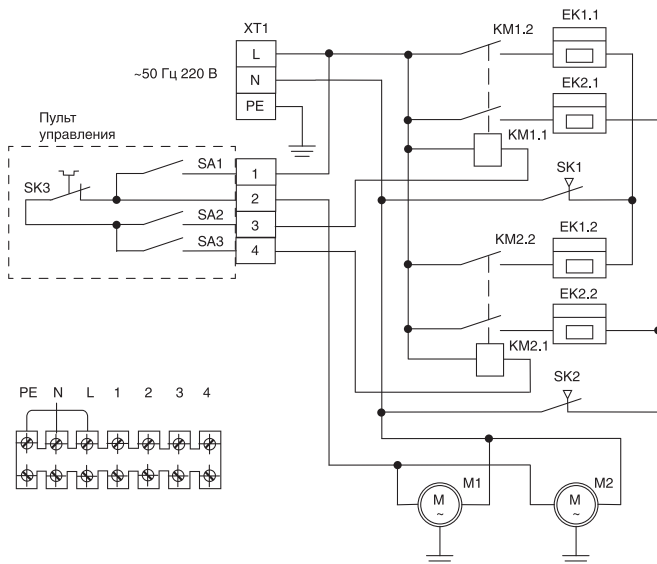 XT1
L
N
PE
~50 Гц 220 В
Пульт
управления
SK3
SA1
SA2
SA3
1
2
3
4
KM1.2
EK1.1
EK2.1
KM1.1
SK1
EK1.2
KM2.2
EK2.2
KM2.1
SK2
PE N L 1 2 3 4
M
~
M1
M
~
M2